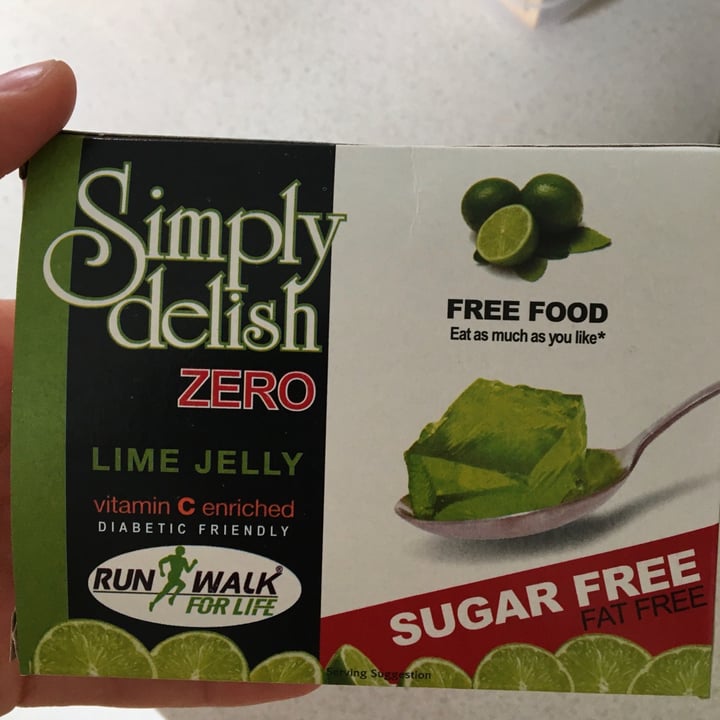 Simply
delish
ZERO
LIME JELLY
vitamin C enriched
DIABETIC FRIENDLY
RUN WALK®
FOR LIFE
FREE FOOD
Eat as much as you like*
SUGAR FREE
FAT FREE
Serving Suggestion